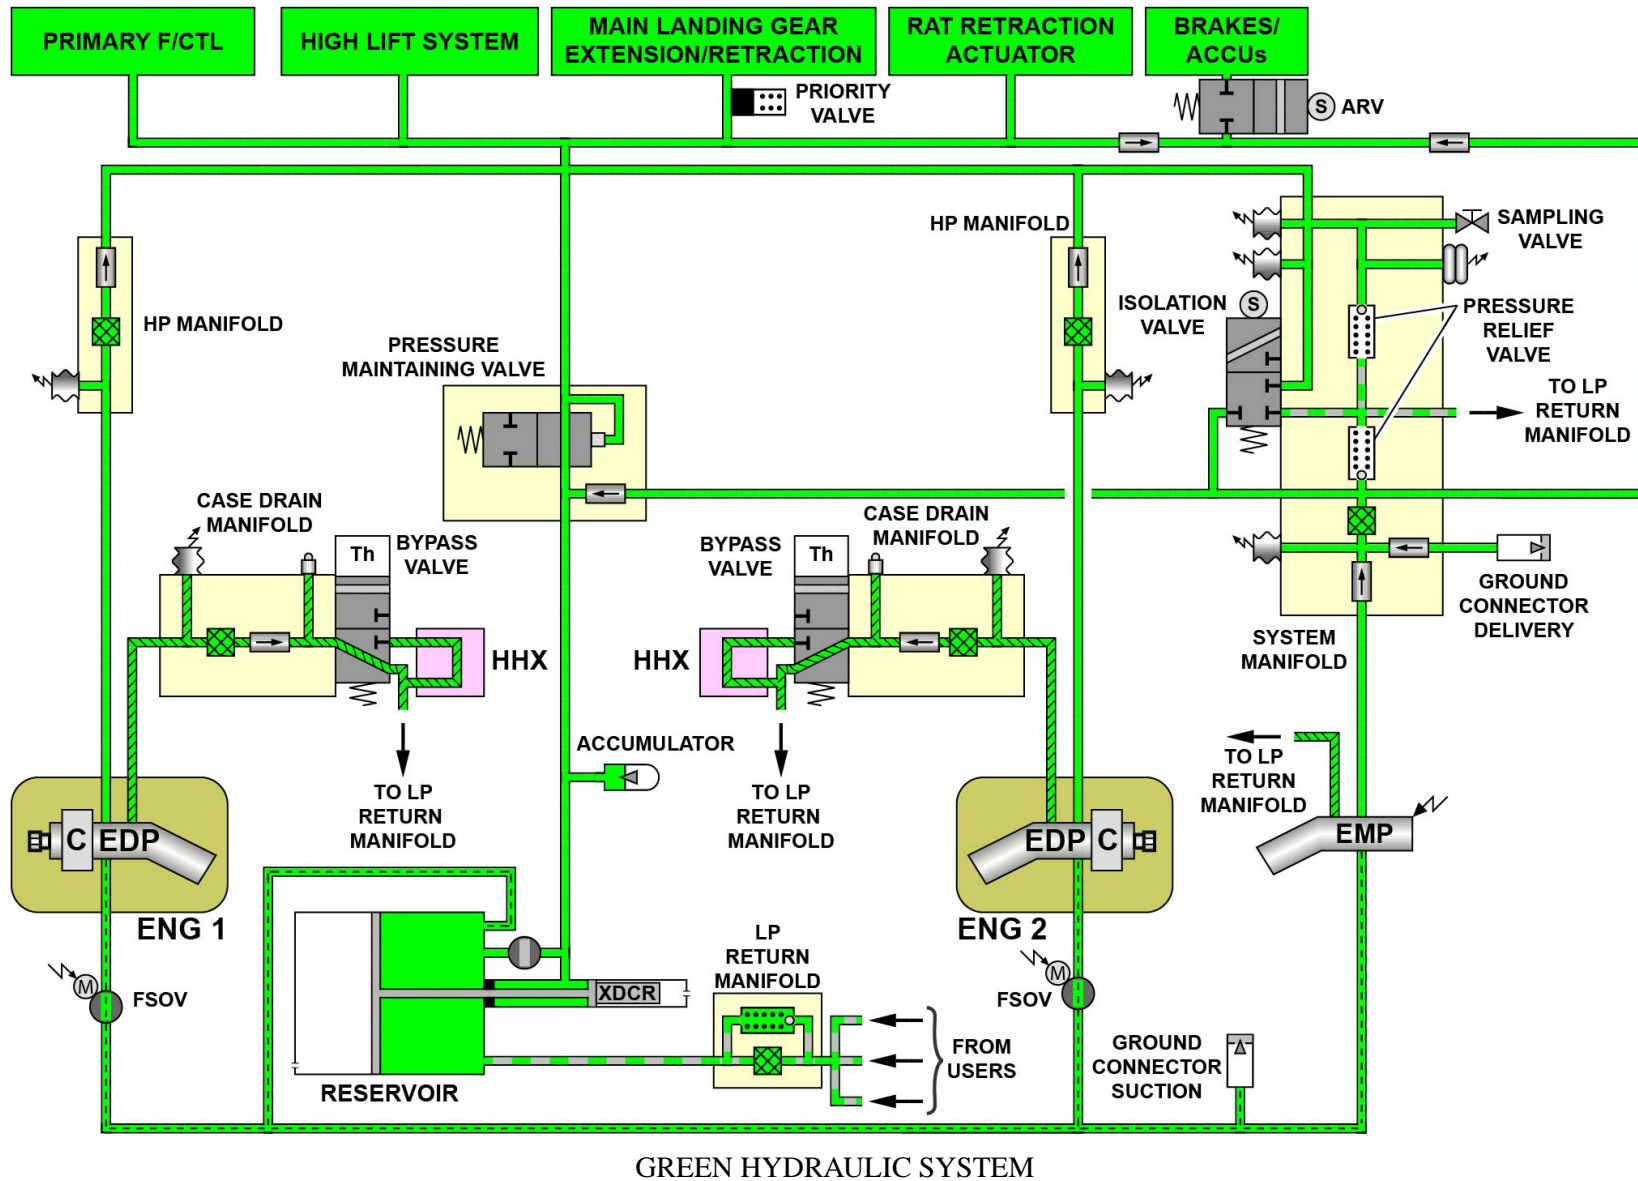 PRIMARY F/CTL
HIGH LIFT SYSTEM
MAIN LANDING GEAR
EXTENSION/RETRACTION
RAT RETRACTION
ACTUATOR
BRAKES/
ACCUs
PRIORITY
VALVE
S
ARV
HP MANIFOLD
SAMPLING
VALVE
ISOLATION
VALVE
S
PRESSURE
RELIEF
VALVE
HP MANIFOLD
PRESSURE
MAINTAINING VALVE
TO LP
RETURN
MANIFOLD
CASE DRAIN
MANIFOLD
Th
BYPASS
VALVE
BYPASS
VALVE
Th
CASE DRAIN
MANIFOLD
GROUND
CONNECTOR
DELIVERY
SYSTEM
MANIFOLD
HHX
HHX
ACCUMULATOR
TO LP
RETURN
MANIFOLD
TO LP
RETURN
MANIFOLD
TO LP
RETURN
MANIFOLD
C EDP
EDP C
EMP
ENG 1
ENG 2
LP
RETURN
MANIFOLD
M
FSOV
XDCR
M
FSOV
FROM
USERS
GROUND
CONNECTOR
SUCTION
RESERVOIR
GREEN HYDRAULIC SYSTEM